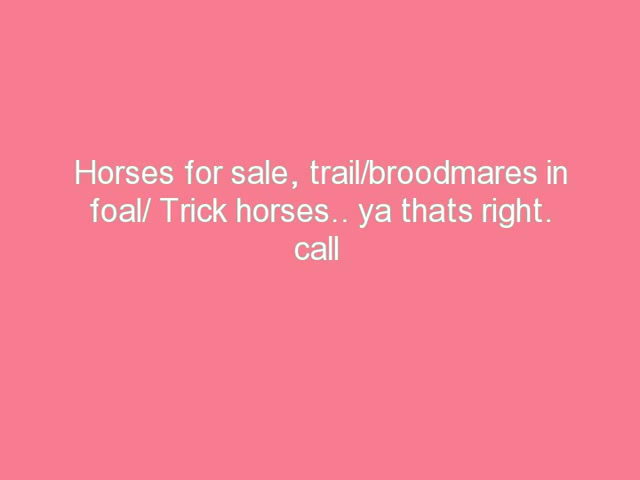 Horses for sale, trail/broodmares in
foal/ Trick horses.. ya thats right.
call